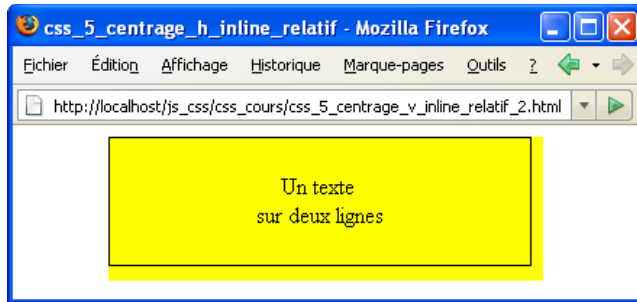 css_5_centrage_h_inline_relatif - Mozilla Firefox
Fichier Édition Affichage Historique Marque-pages Outils ?
http://localhost/js_css/css_cours/css_5_centrage_v_inline_relatif_2.html
Un texte
sur deux lignes